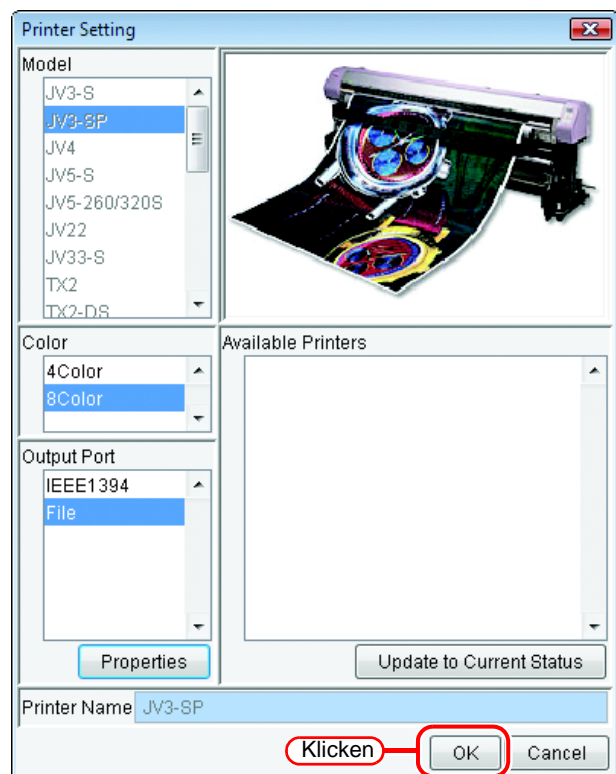 Printer Setting
Model
JV3-S
JV3-SP
JV4
JV5-S
JV5-260/320S
JV22
JV33-S
TX2
TX2-DS
Color
4Color
8Color
Available Printers
Output Port
IEEE1394
File
Properties
Update to Current Status
Printer Name JV3-SP
Klicken
OK Cancel